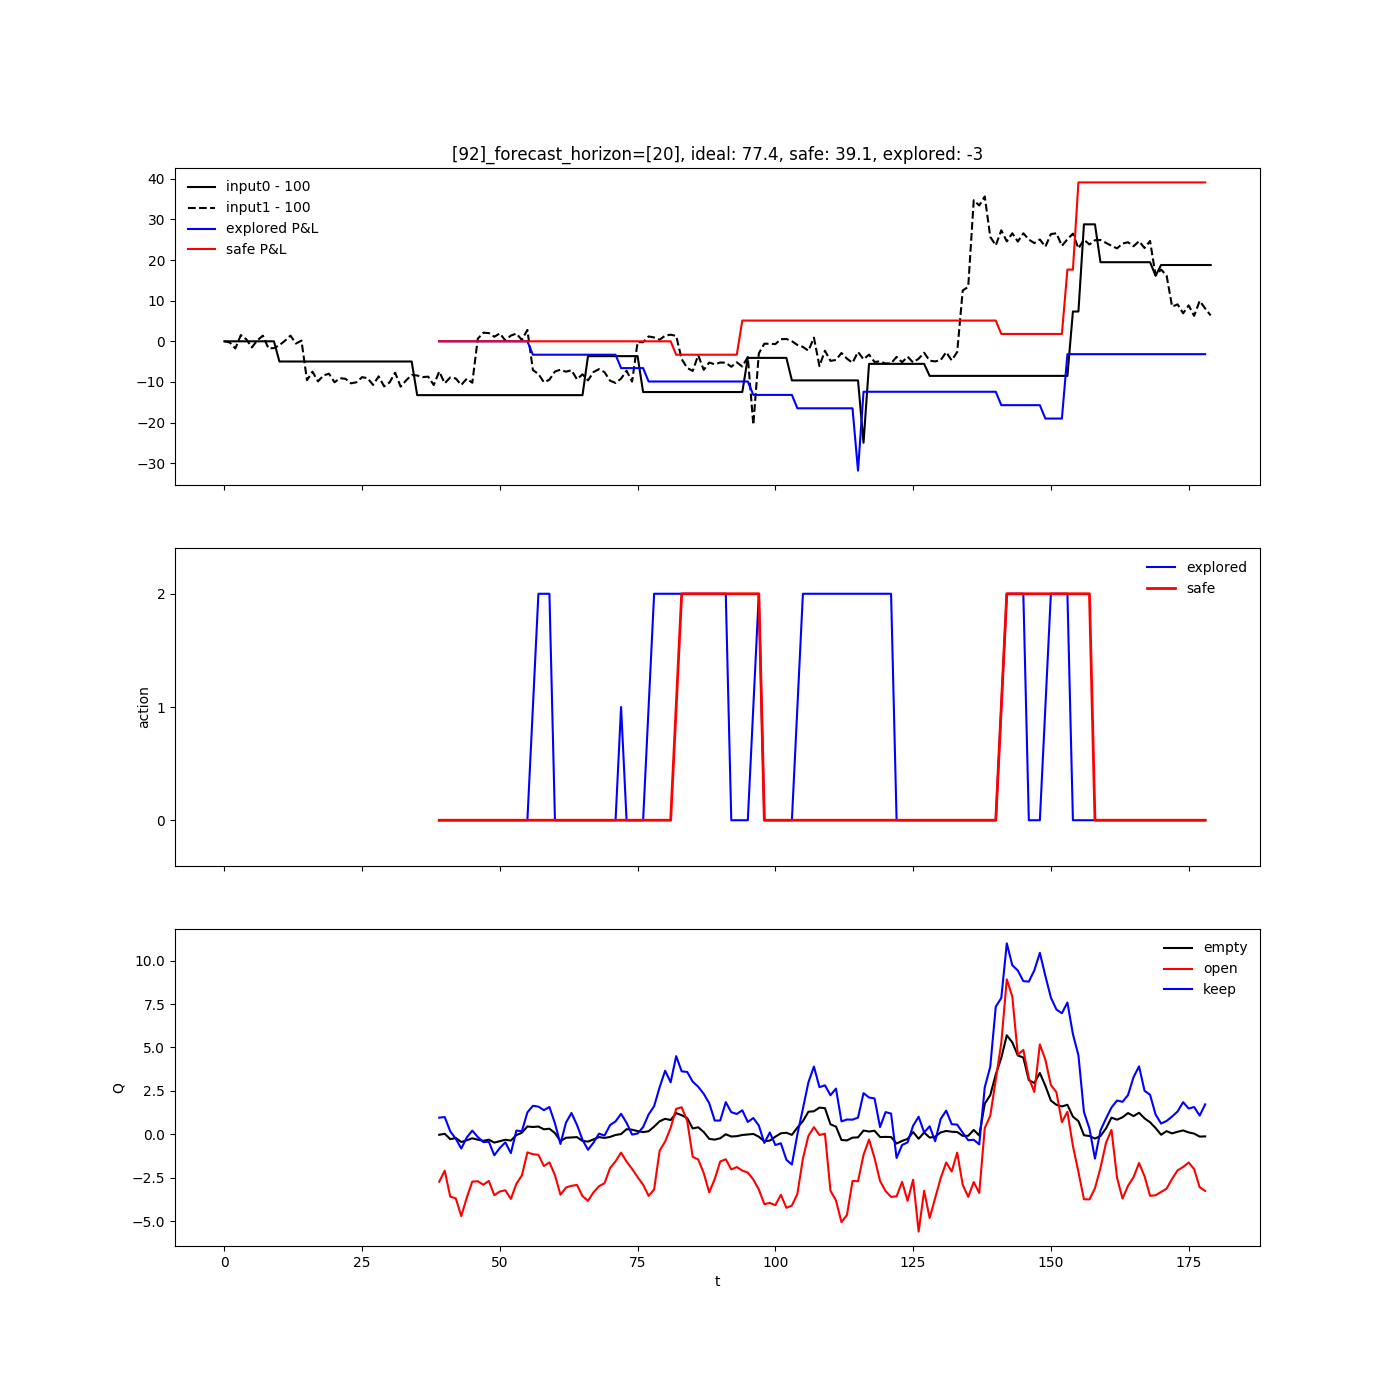 [92]_forecast_horizon=[20], ideal: 77.4, safe: 39.1, explored: -3
40
30
20
10
0
−10
−20
−30
input0 - 100
input1 - 100
explored P&L
safe P&L
action
2
1
0
explored
safe
Q
10.0
7.5
5.0
2.5
0.0
−2.5
−5.0
empty
open
keep
0 25 50 75 100 125 150 175
t